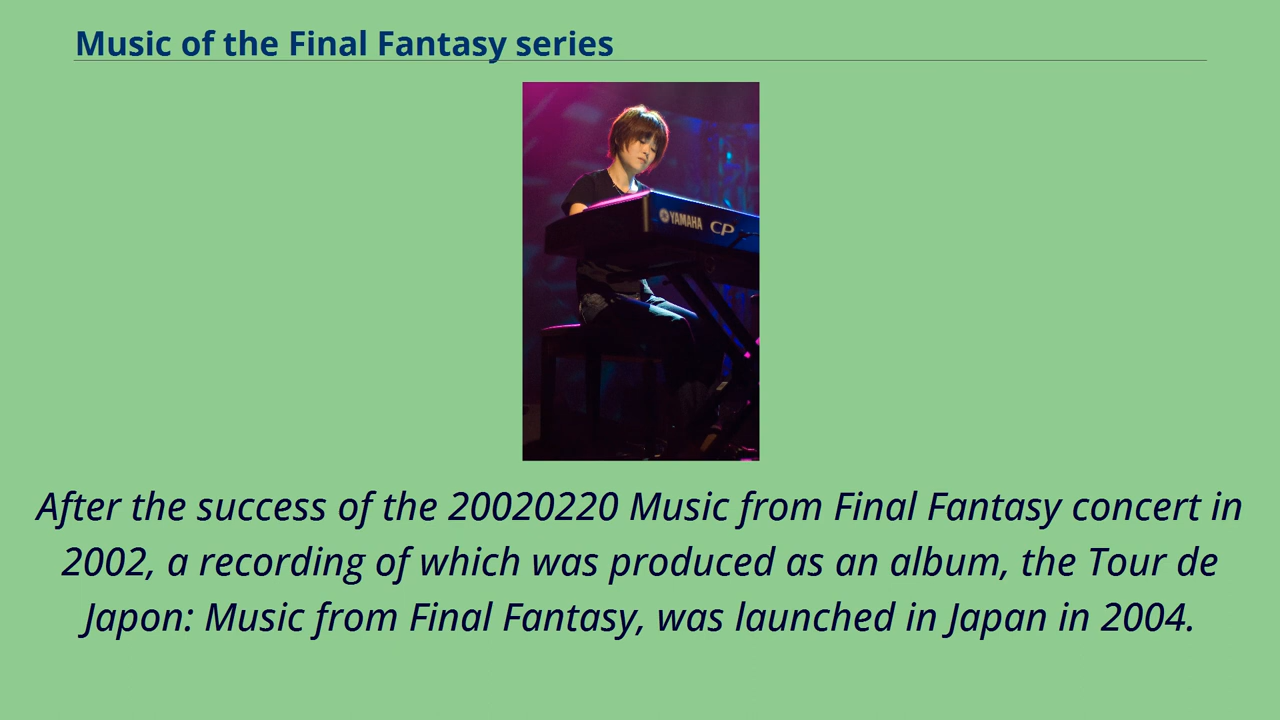 Music of the Final Fantasy series
YAMAHA CP
After the success of the 20020220 Music from Final Fantasy concert in
2002, a recording of which was produced as an album, the Tour de
Japon: Music from Final Fantasy, was launched in Japan in 2004.